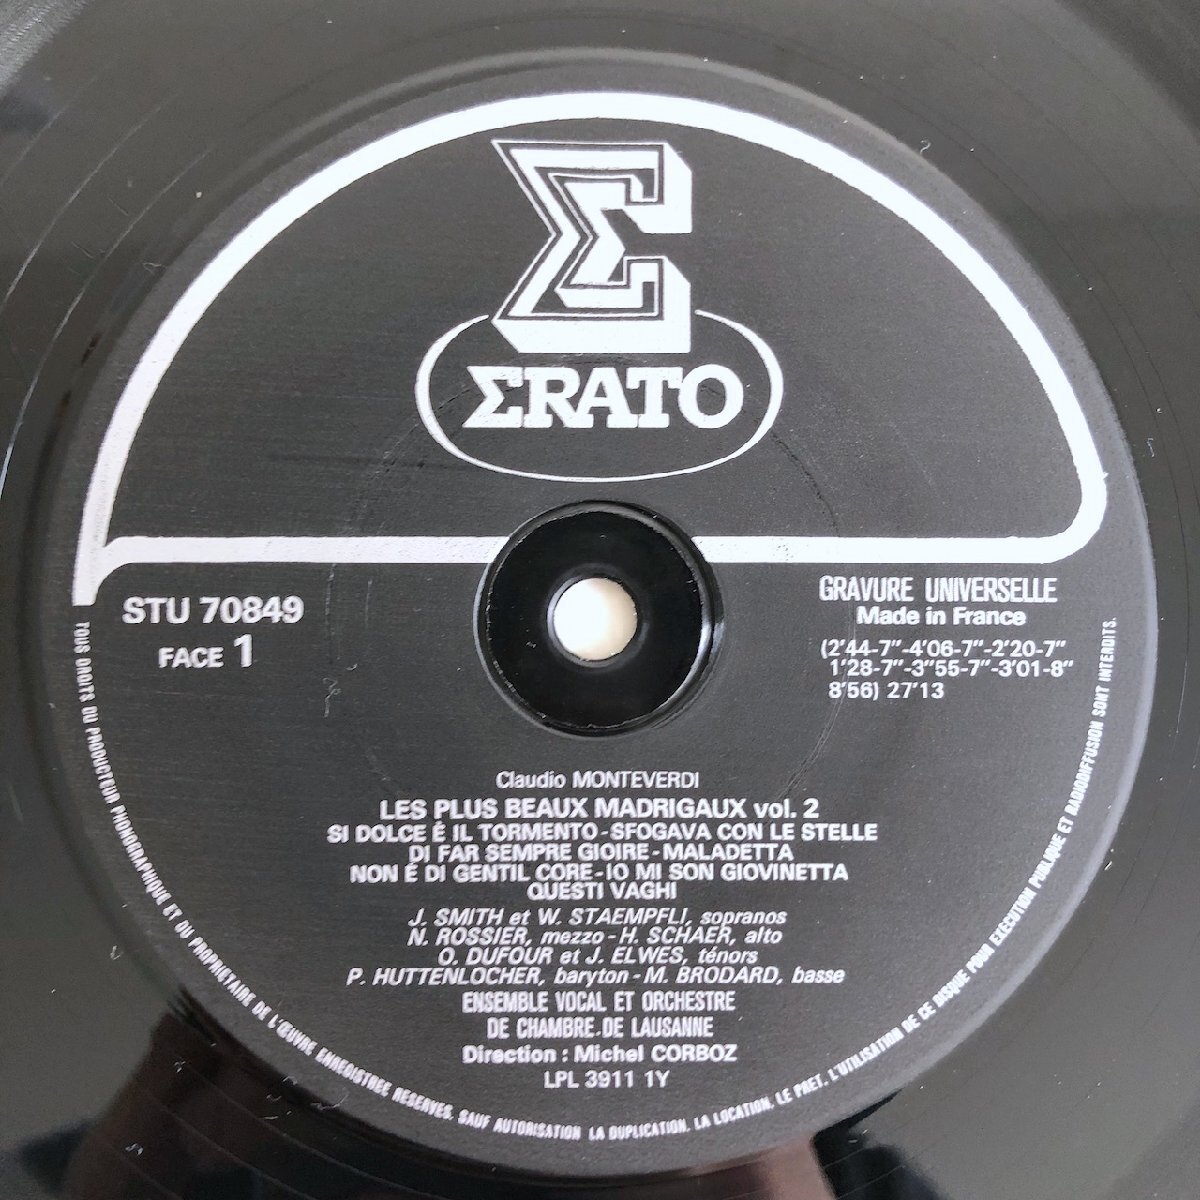 Σ
ΣRATO
STU 70849
FACE 1
GRAVURE UNIVERSELLE
Made in France
(2'44-7"-4'06-7"-2'20-7"
1'28-7"-3"55-7"-3'01-8"
8'56) 27'13
Claudio MONTEVERDI
LES PLUS BEAUX MADRIGAUX vol. 2
SI DOLCE È IL TORMENTO-SFOGAVA CON LE STELLE
DI FAR SEMPRE GIOIRE-MALADETTA
NON È DI GENTIL CORE-IO MI SON GIOVINETTA
QUESTI VAGHI
J. SMITH et W. STAEMPFLI, sopranos
N. ROSSIER, mezzo-H. SCHAER, alto
O. DUFOUR et J. ELWES, ténors
P. HUTTENLOCHER, baryton-M. BRODARD, basse
ENSEMBLE VOCAL ET ORCHESTRE
DE CHAMBRE.DE LAUSANNE
Direction : Michel CORBOZ
LPL 3911 1Y
TOUS DROITS DU PRODUCTEUR PHONOGRAPHIQUE ET DU PROPRIETAIRE DE L'ŒUVRE ENREGISTREE RESERVES. SAUF AUTORISATION LA DUPLICATION, LA LOCATION, LE PRET, L'UTILISATION DE CE DISQUE POUR EXECUTION PUBLIQUE ET RADIODIFFUSION SONT INTERDITS.